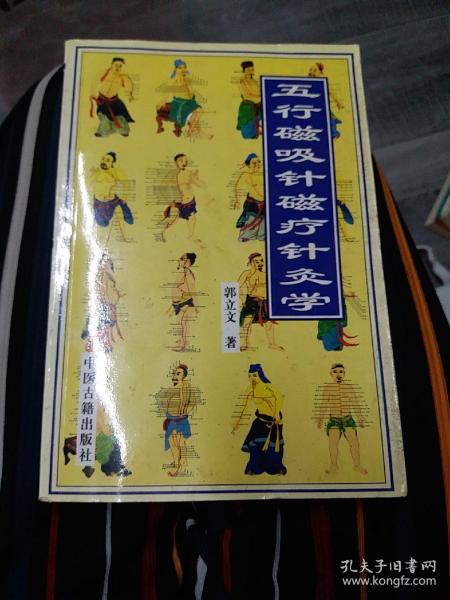 五行磁吸针磁疗针灸学
郭立文 著
中医古籍出版社
孔夫子旧书网
www.kongfz.com